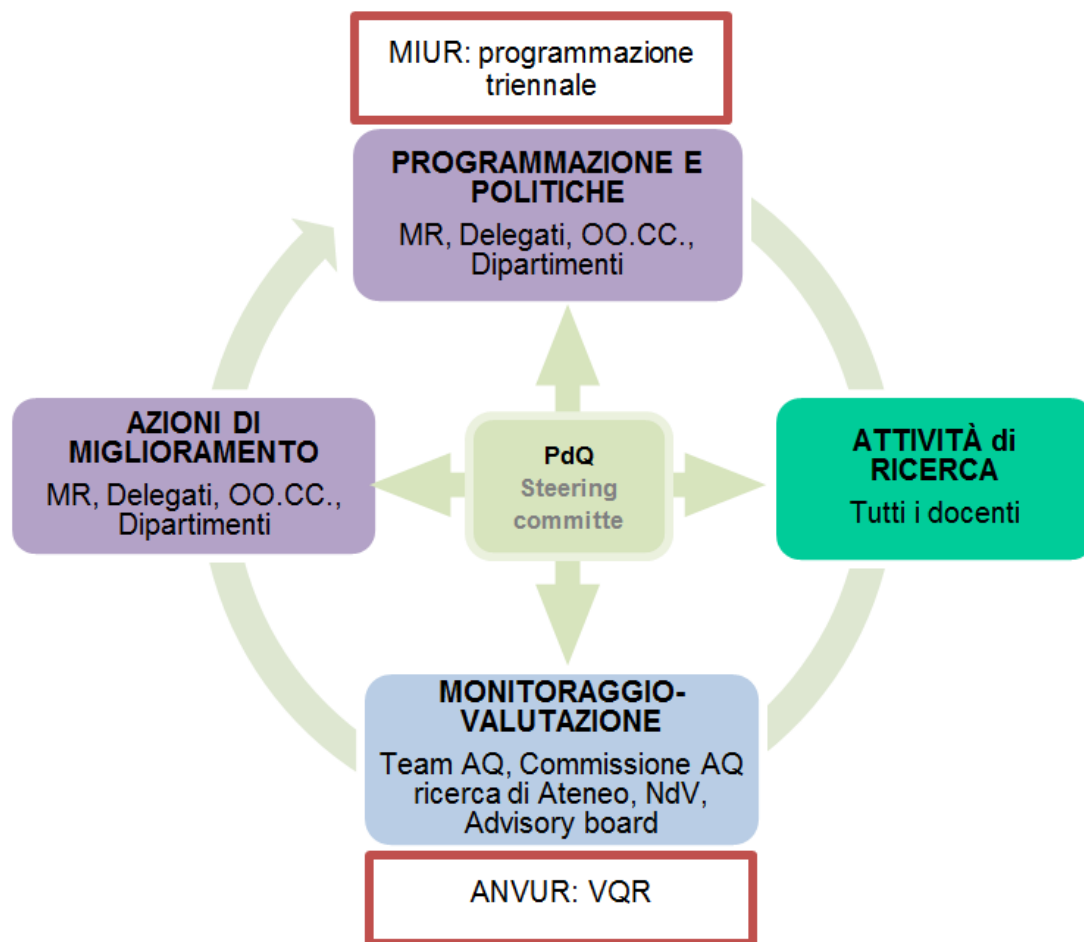 MIUR: programmazione
triennale
PROGRAMMAZIONE E
POLITICHE
MR, Delegati, OO.CC.,
Dipartimenti
AZIONI DI
MIGLIORAMENTO
MR, Delegati, OO.CC.,
Dipartimenti
PdQ
Steering
committe
ATTIVITÀ di
RICERCA
Tutti i docenti
MONITORAGGIO-
VALUTAZIONE
Team AQ, Commissione AQ
ricerca di Ateneo, NdV,
Advisory board
ANVUR: VQR